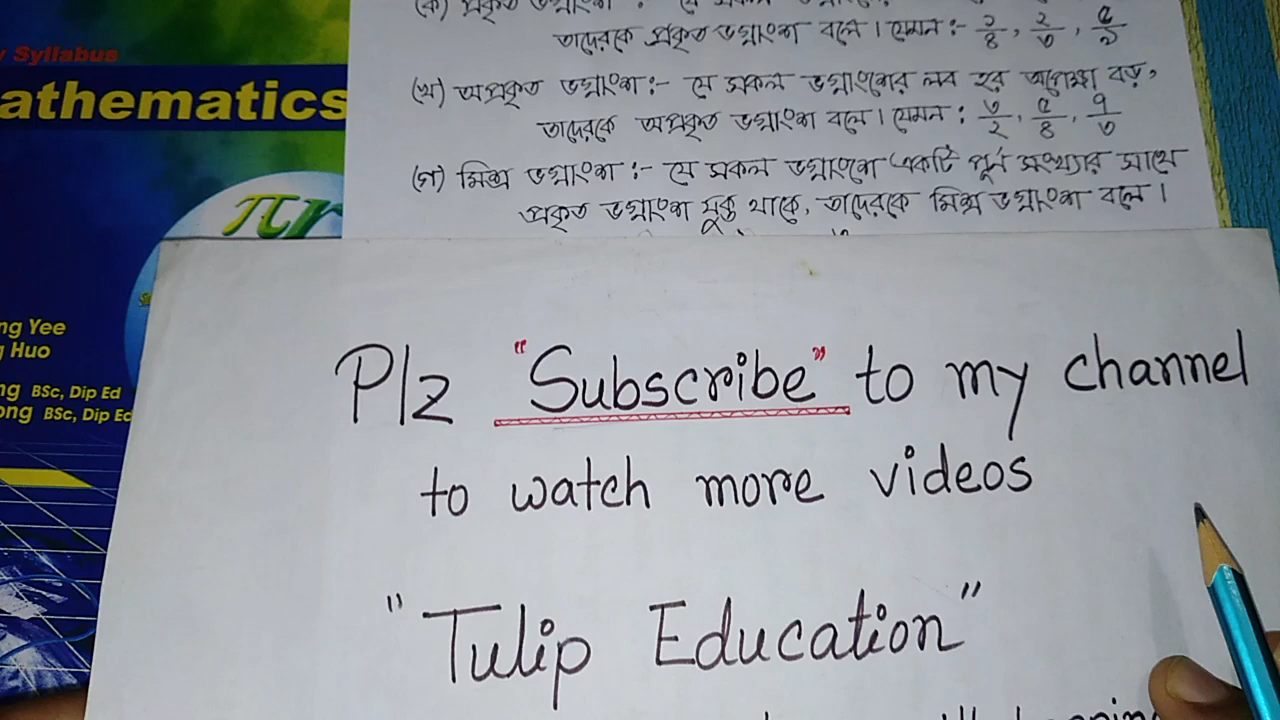 তাদেরকে প্রকৃত ভগ্নাংশ বলে। যেমন :- ১/৪, ২/৩, ৫/৯
(খ) অপ্রকৃত ভগ্নাংশ :- যে সকল ভগ্নাংশের লব হর অপেক্ষা বড়,
তাদেরকে অপ্রকৃত ভগ্নাংশ বলে। যেমন : ৩/২, ৫/৪, ৭/৩
(গ) মিশ্র ভগ্নাংশ :- যে সকল ভগ্নাংশে একটি পূর্ন সংখ্যার সাথে
প্রকৃত ভগ্নাংশ যুক্ত থাকে, তাদেরকে মিশ্র ভগ্নাংশ বলে।
Syllabus
athematics
πr
ng Yee
Huo
ng BSc, Dip Ed
ong BSc, Dip Ed
Plz "Subscribe" to my channel
to watch more videos
"Tulip Education"